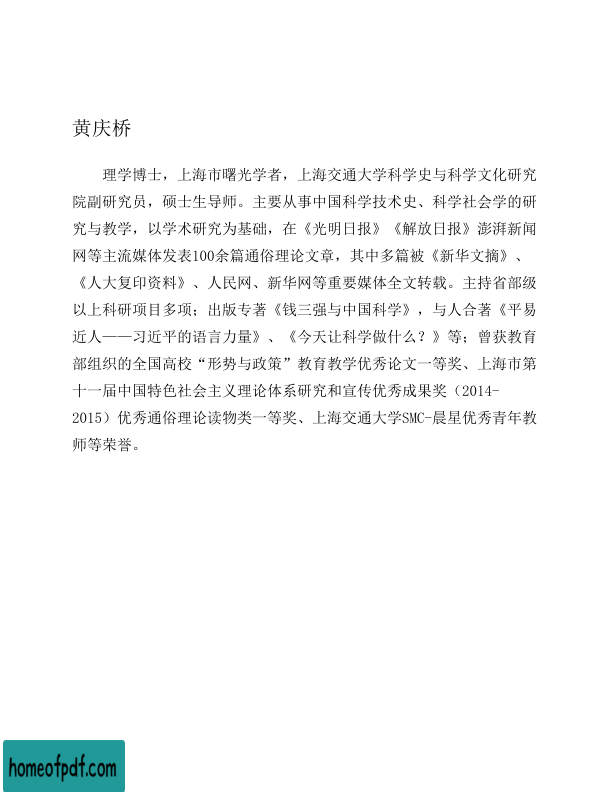 黄庆桥
理学博士，上海市曙光学者，上海交通大学科学史与科学文化研究
院副研究员，硕士生导师。主要从事中国科学技术史、科学社会学的研
究与教学，以学术研究为基础，在《光明日报》《解放日报》澎湃新闻
网等主流媒体发表100余篇通俗理论文章，其中多篇被《新华文摘》、
《人大复印资料》、人民网、新华网等重要媒体全文转载。主持省部级
以上科研项目多项；出版专著《钱三强与中国科学》，与人合著《平易
近人——习近平的语言力量》、《今天让科学做什么？》等；曾获教育
部组织的全国高校“形势与政策”教育教学优秀论文一等奖、上海市第
十一届中国特色社会主义理论体系研究和宣传优秀成果奖（2014-
2015）优秀通俗理论读物类一等奖、上海交通大学SMC-晨星优秀青年教
师等荣誉。
homeofpdf.com